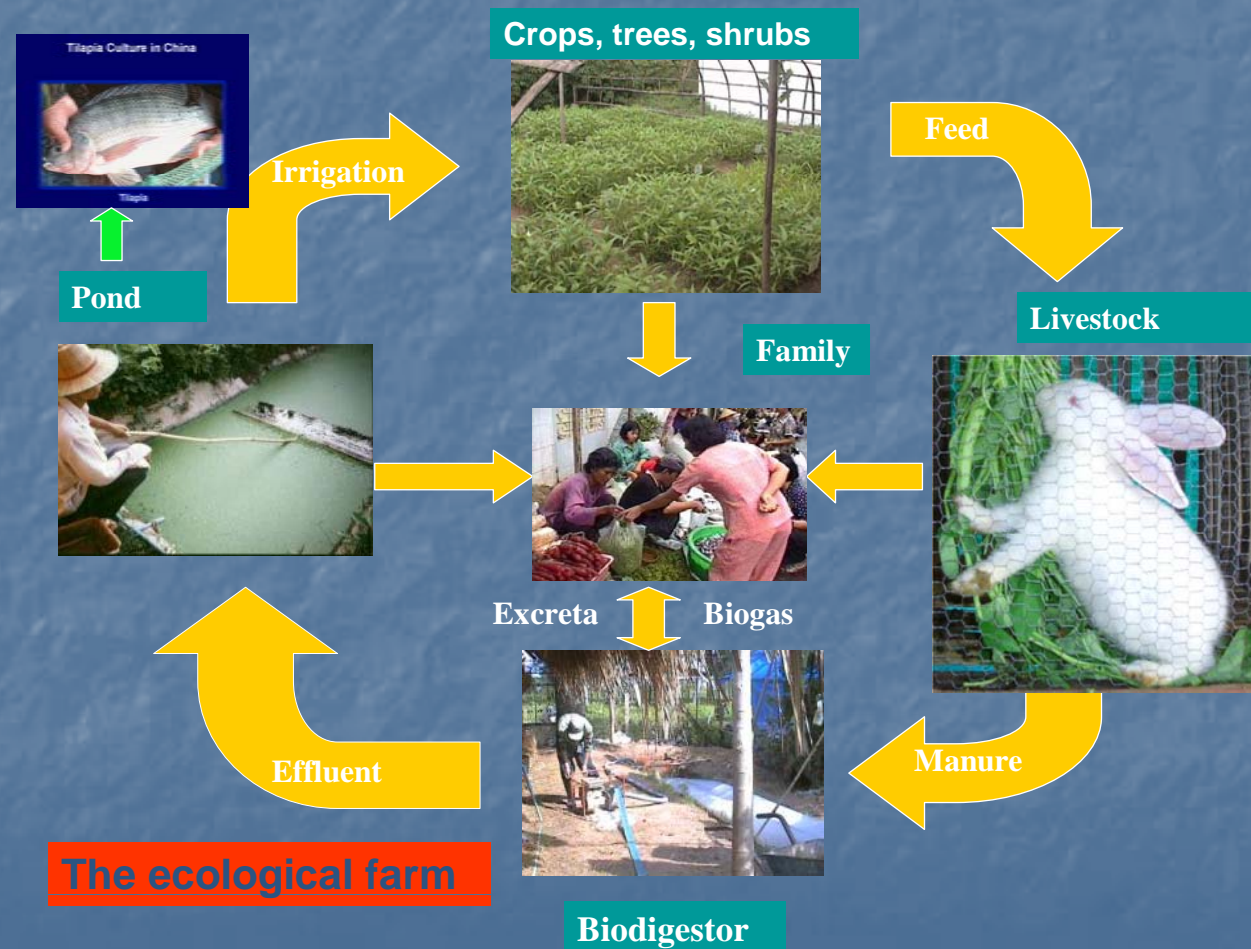 Tilapia Culture in China
Tilapia
Crops, trees, shrubs
Irrigation
Feed
Pond
Livestock
Family
Excreta
Biogas
Effluent
Manure
The ecological farm
Biodigestor